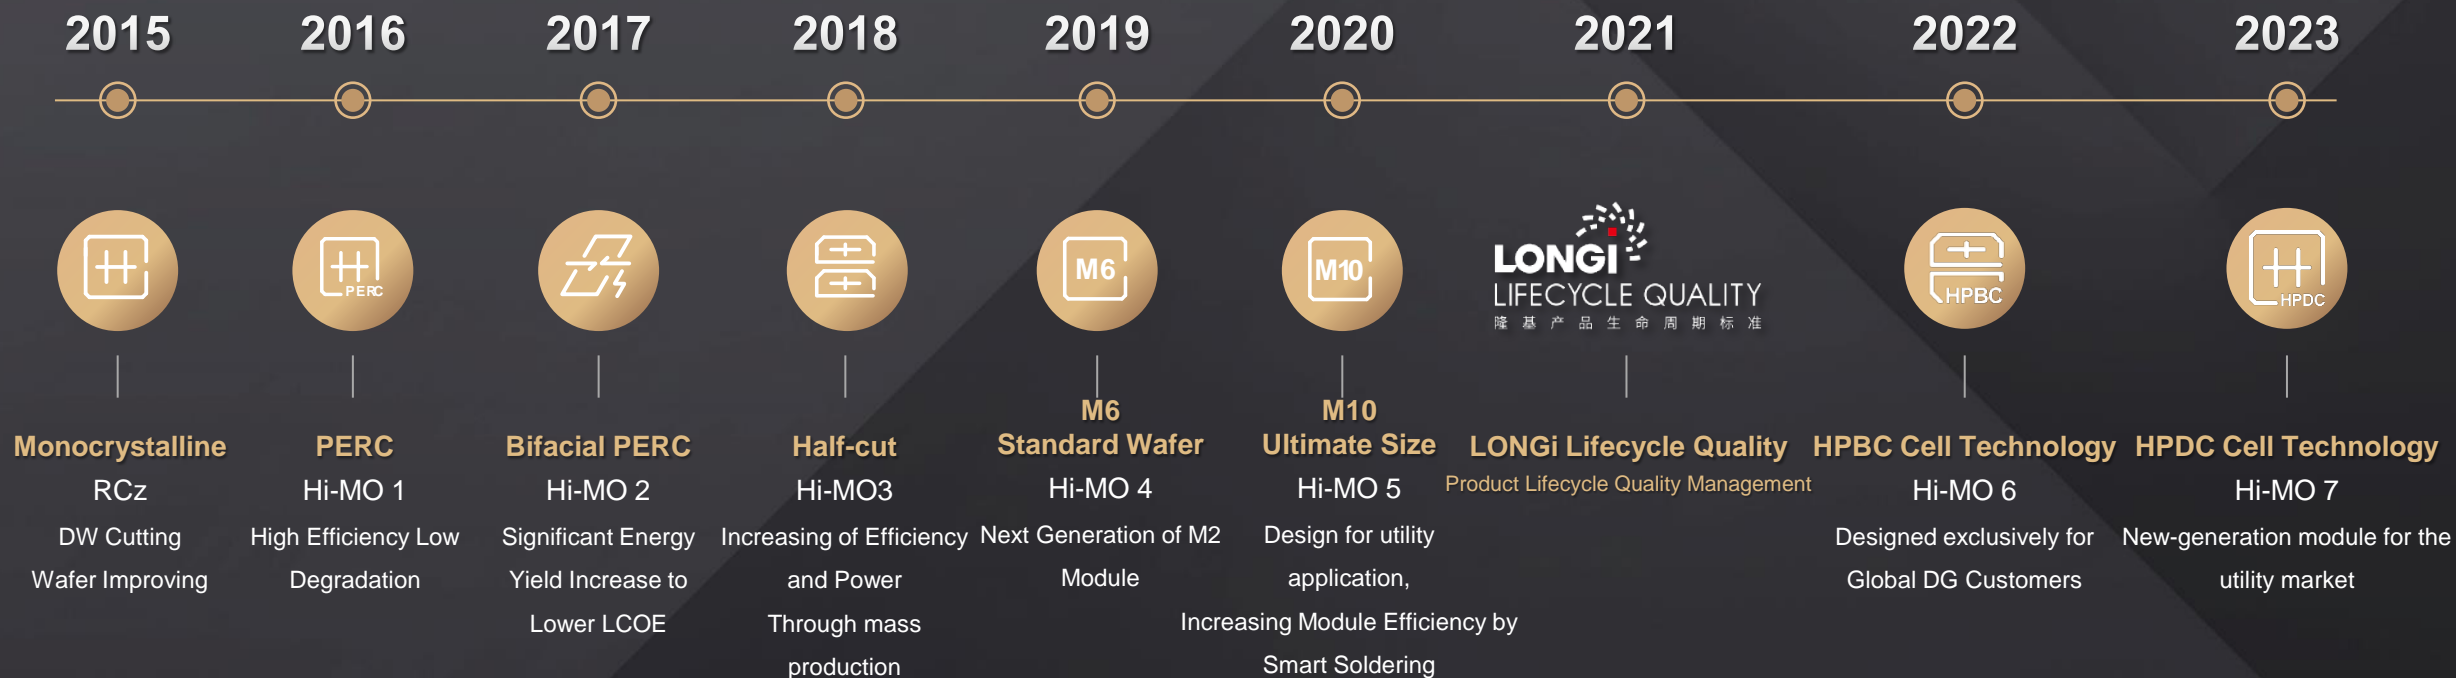 2015
2016
2017
2018
2019
2020
2021
2022
2023
PERC
M6
M10
LONGi
LIFECYCLE QUALITY
隆基产品生命周期标准
HPBC
HPDC
Monocrystalline
RCz
DW Cutting
Wafer Improving
PERC
Hi-MO 1
High Efficiency Low
Degradation
Bifacial PERC
Hi-MO 2
Significant Energy
Yield Increase to
Lower LCOE
Half-cut
Hi-MO3
Increasing of Efficiency
and Power
Through mass
production
M6
Standard Wafer
Hi-MO 4
Next Generation of M2
Module
M10
Ultimate Size
Hi-MO 5
Design for utility
application,
Increasing Module Efficiency by
Smart Soldering
LONGi Lifecycle Quality
Product Lifecycle Quality Management
HPBC Cell Technology
Hi-MO 6
Designed exclusively for
Global DG Customers
HPDC Cell Technology
Hi-MO 7
New-generation module for the
utility market